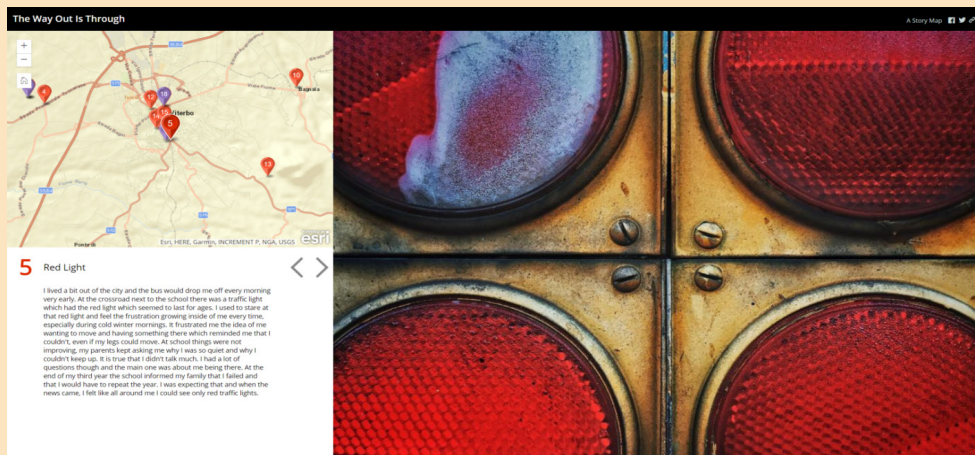 The Way Out Is Through
A Story Map
+
−
4
10
Bagnaia
12
18
15
Viterbo
14
5
13
Esri, HERE, Garmin, INCREMENT P, NGA, USGS
esri
5 Red Light
I lived a bit out of the city and the bus would drop me off every morning
very early. At the crossroad next to the school there was a traffic light
which had the red light which seemed to last for ages. I used to stare at
that red light and feel the frustration growing inside of me every time,
especially during cold winter mornings. It frustrated me the idea of me
wanting to move and having something there which reminded me that I
couldn't, even if my legs could move. At school things were not
improving, my parents kept asking me why I was so quiet and why I
couldn't keep up. It is true that I didn't talk much. I had a lot of
questions though and the main one was about me being there. At the
end of my third year the school informed my family that I failed and
that I would have to repeat the year. I was expecting that and when the
news came, I felt like all around me I could see only red traffic lights.